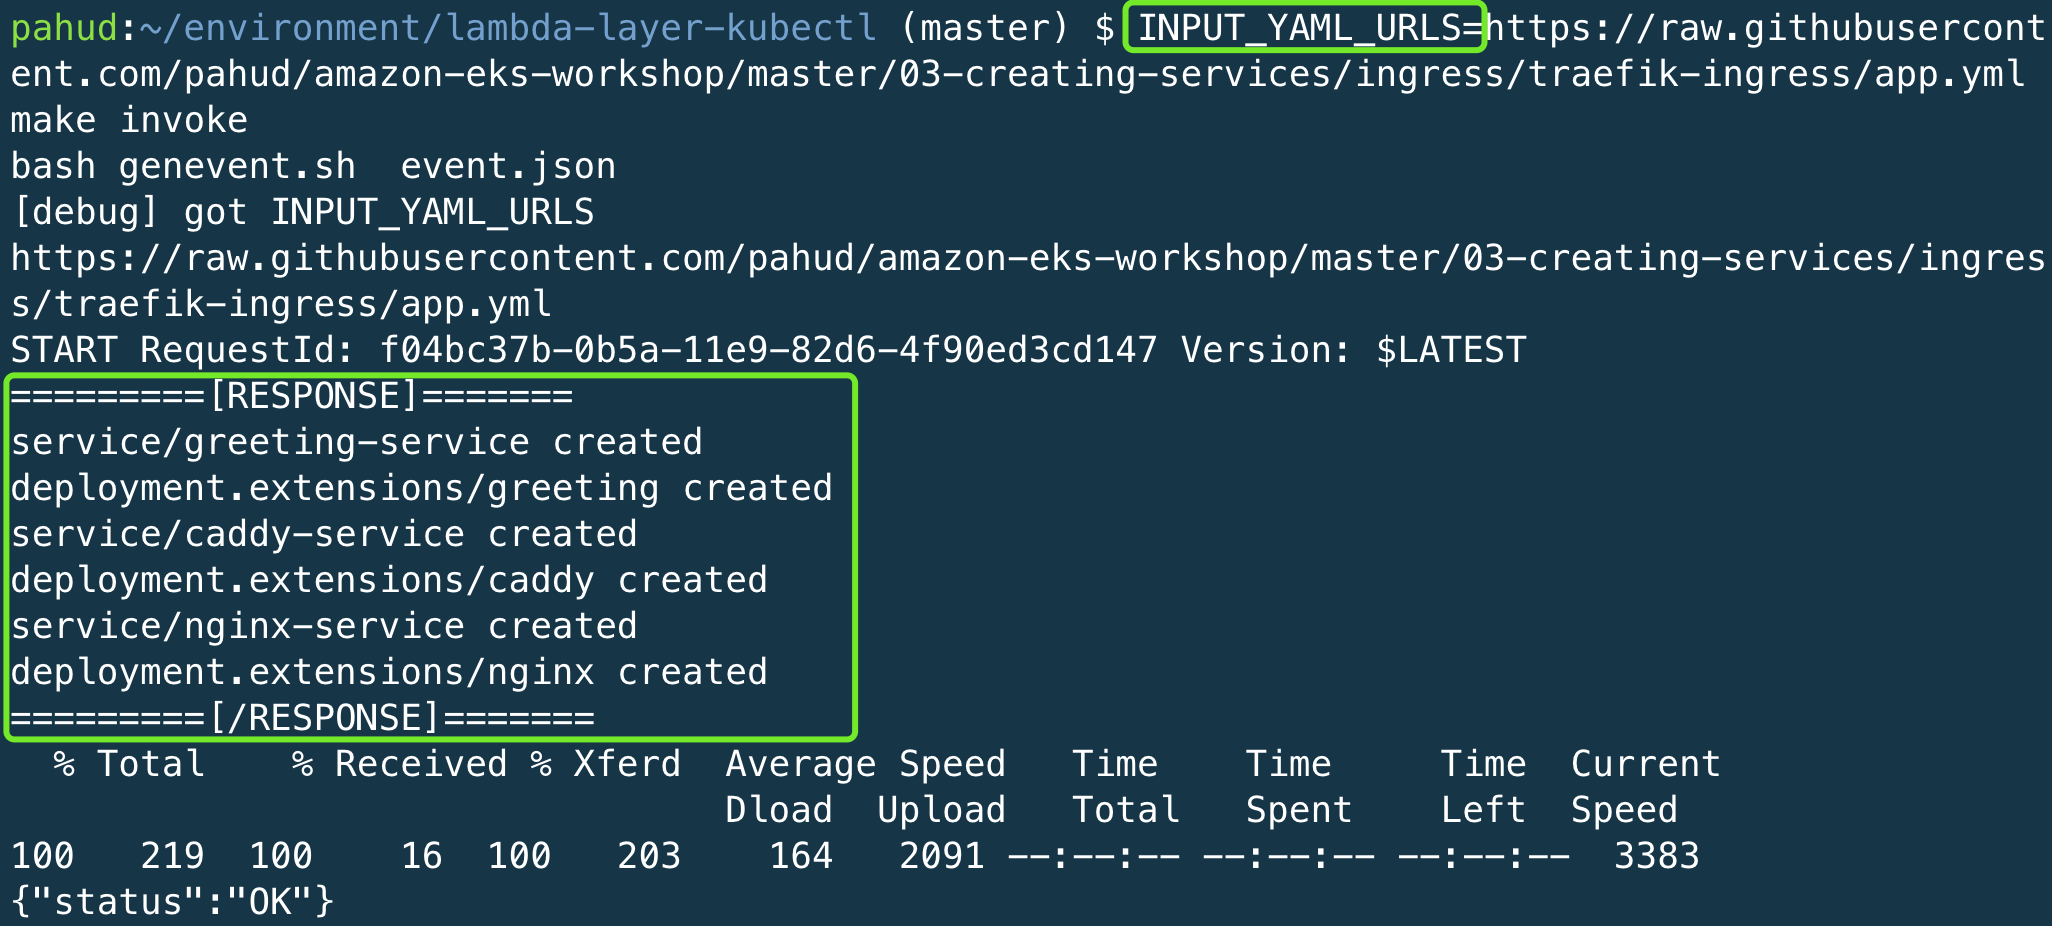 pahud:~/environment/lambda-layer-kubectl (master) $ INPUT_YAML_URLS=https://raw.githubusercont
ent.com/pahud/amazon-eks-workshop/master/03-creating-services/ingress/traefik-ingress/app.yml
make invoke
bash genevent.sh  event.json
[debug] got INPUT_YAML_URLS
https://raw.githubusercontent.com/pahud/amazon-eks-workshop/master/03-creating-services/ingres
s/traefik-ingress/app.yml
START RequestId: f04bc37b-0b5a-11e9-82d6-4f90ed3cd147 Version: $LATEST
=========[RESPONSE]=======
service/greeting-service created
deployment.extensions/greeting created
service/caddy-service created
deployment.extensions/caddy created
service/nginx-service created
deployment.extensions/nginx created
=========[/RESPONSE]=======
  % Total    % Received % Xferd  Average Speed   Time    Time     Time  Current
                                 Dload  Upload   Total   Spent    Left  Speed
100   219  100    16  100   203    164   2091 --:--:-- --:--:-- --:--:--  3383
{"status":"OK"}